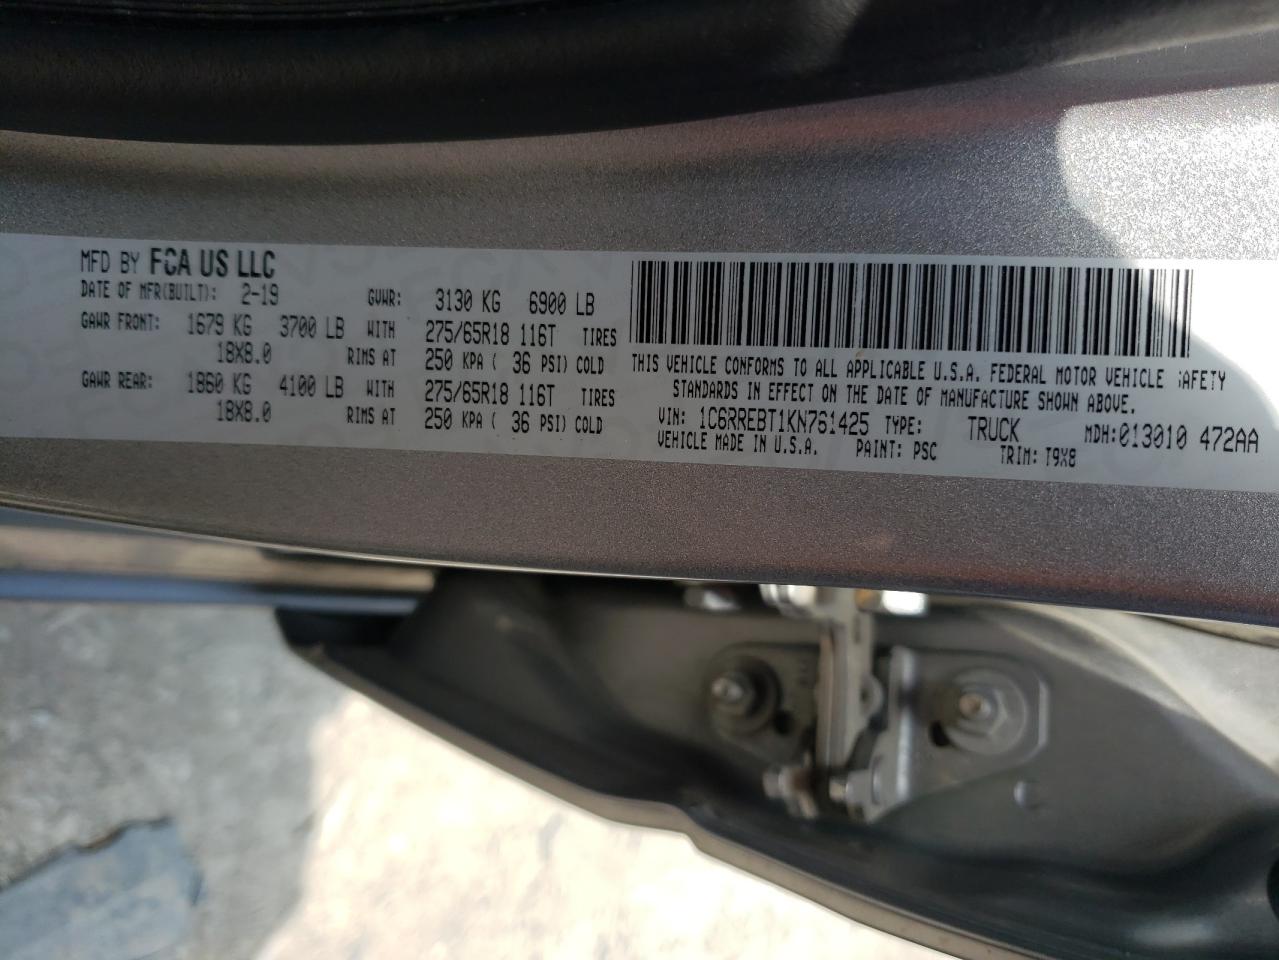 MFD BY FCA US LLC
DATE OF MFR(BUILT): 2-19 GVWR: 3130 KG 6900 LB
GAWR FRONT: 1679 KG 3700 LB WITH 275/65R18 116T TIRES
18X8.0 RIMS AT 250 KPA ( 36 PSI) COLD
GAWR REAR: 1860 KG 4100 LB WITH 275/65R18 116T TIRES
18X8.0 RIMS AT 250 KPA ( 36 PSI) COLD
THIS VEHICLE CONFORMS TO ALL APPLICABLE U.S.A. FEDERAL MOTOR VEHICLE SAFETY
STANDARDS IN EFFECT ON THE DATE OF MANUFACTURE SHOWN ABOVE.
VIN: 1C6RREBT1KN761425 TYPE: TRUCK MDH:013010 472AA
VEHICLE MADE IN U.S.A. PAINT: PSC TRIM: T9X8